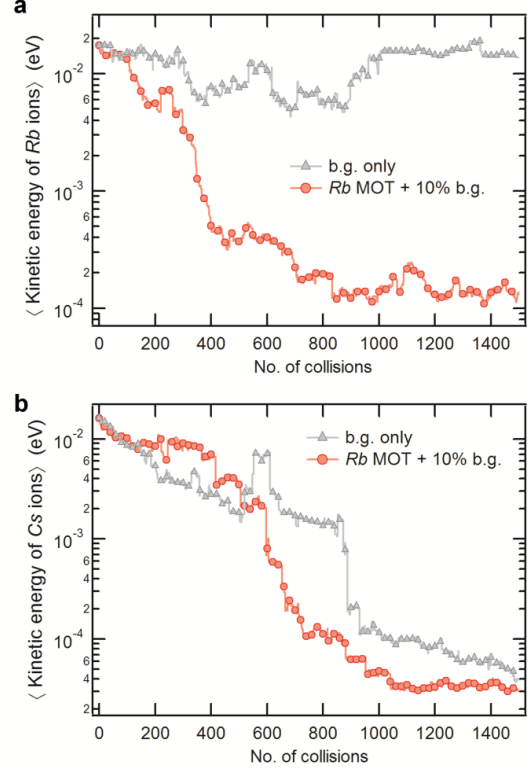 a
⟨ Kinetic energy of Rb ions⟩ (eV)
2
10⁻²
6
4
2
10⁻³
6
4
2
10⁻⁴
b.g. only
Rb MOT + 10% b.g.
0 200 400 600 800 1000 1200 1400
No. of collisions
b
⟨ Kinetic energy of Cs ions⟩ (eV)
10⁻²
6
4
2
10⁻³
6
4
2
10⁻⁴
6
4
2
b.g. only
Rb MOT + 10% b.g.
0 200 400 600 800 1000 1200 1400
No. of collisions